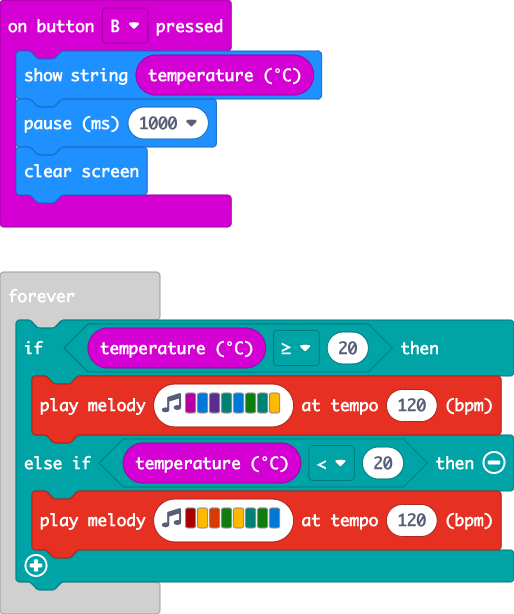 on button B pressed
show string temperature (°C)
pause (ms) 1000
clear screen
forever
if temperature (°C) ≥ 20 then
play melody at tempo 120 (bpm)
else if temperature (°C) < 20 then
play melody at tempo 120 (bpm)